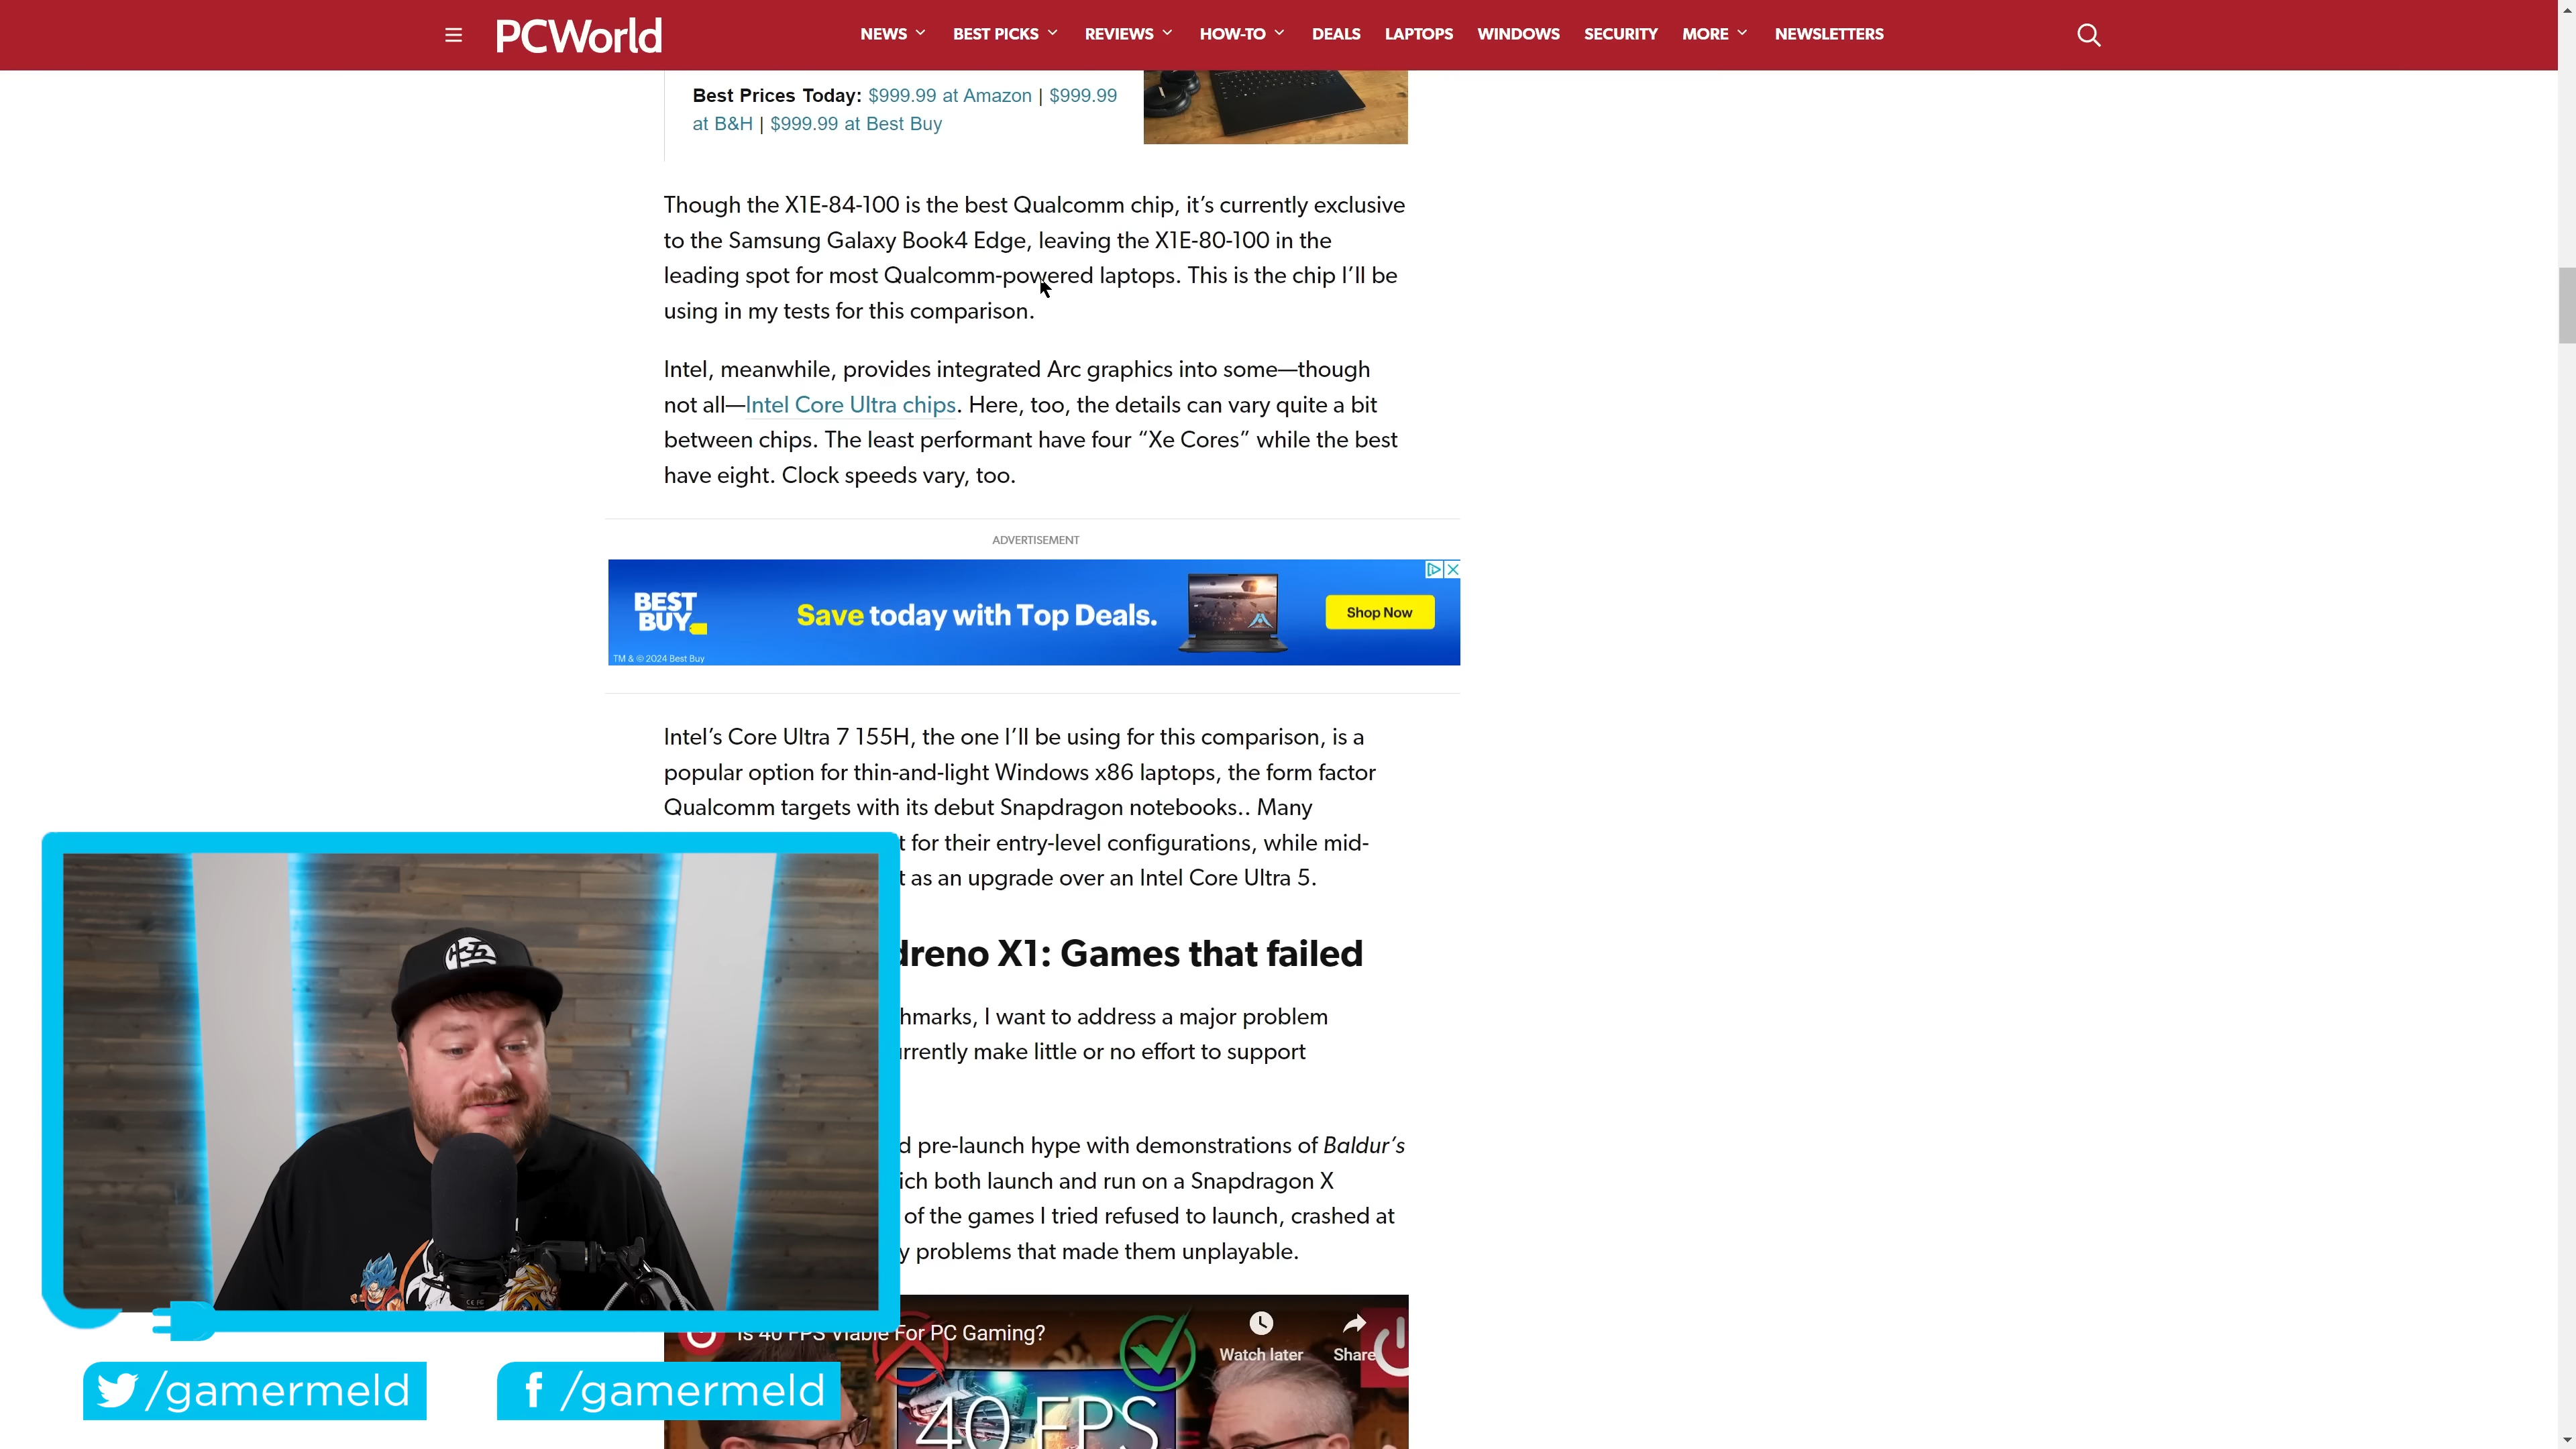 PCWorld
NEWS BEST PICKS REVIEWS HOW-TO DEALS LAPTOPS WINDOWS SECURITY MORE NEWSLETTERS
Best Prices Today: $999.99 at Amazon | $999.99
at B&H | $999.99 at Best Buy
Though the X1E-84-100 is the best Qualcomm chip, it’s currently exclusive
to the Samsung Galaxy Book4 Edge, leaving the X1E-80-100 in the
leading spot for most Qualcomm-powered laptops. This is the chip I’ll be
using in my tests for this comparison.
Intel, meanwhile, provides integrated Arc graphics into some—though
not all—Intel Core Ultra chips. Here, too, the details can vary quite a bit
between chips. The least performant have four “Xe Cores” while the best
have eight. Clock speeds vary, too.
ADVERTISEMENT
BEST
BUY
Save today with Top Deals.
Shop Now
TM & © 2024 Best Buy
Intel’s Core Ultra 7 155H, the one I’ll be using for this comparison, is a
popular option for thin-and-light Windows x86 laptops, the form factor
Qualcomm targets with its debut Snapdragon notebooks.. Many
t for their entry-level configurations, while mid-
t as an upgrade over an Intel Core Ultra 5.
dreno X1: Games that failed
hmarks, I want to address a major problem
urrently make little or no effort to support
d pre-launch hype with demonstrations of Baldur’s
ich both launch and run on a Snapdragon X
of the games I tried refused to launch, crashed at
y problems that made them unplayable.
悟
Is 40 FPS Viable For PC Gaming?
Watch later
Share
40 FPS
/gamermeld
/gamermeld